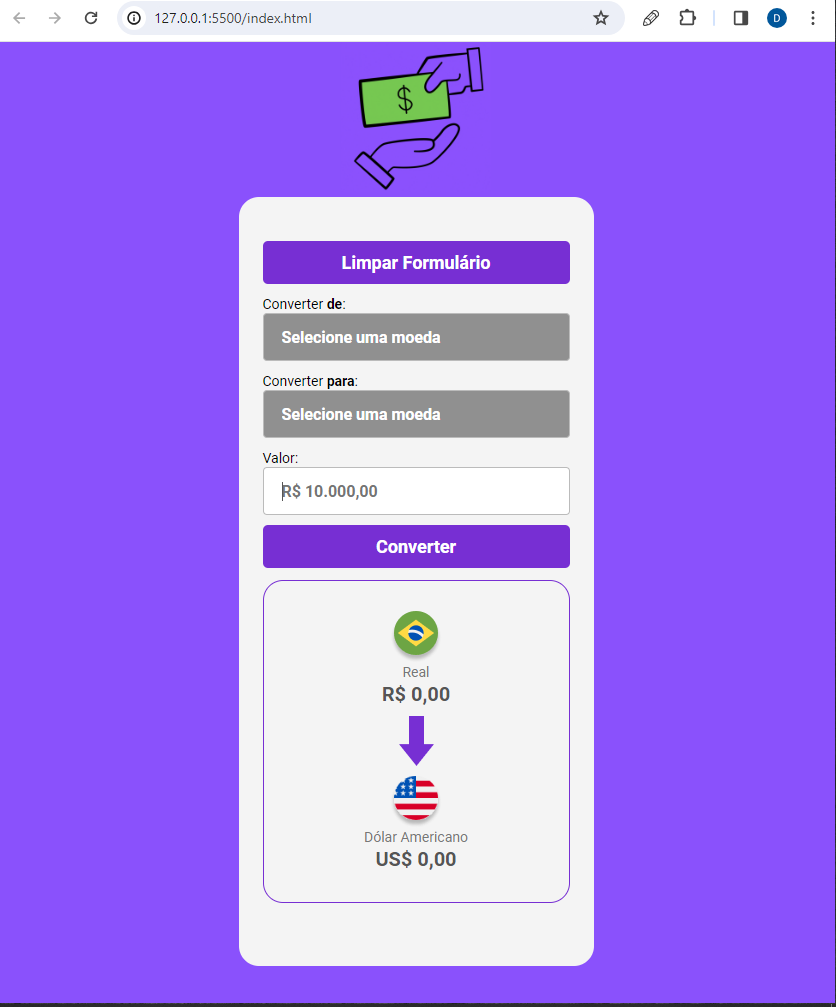 127.0.0.1:5500/index.html
D
$
Limpar Formulário
Converter de:
Selecione uma moeda
Converter para:
Selecione uma moeda
Valor:
R$ 10.000,00
Converter
Real
R$ 0,00
Dólar Americano
US$ 0,00